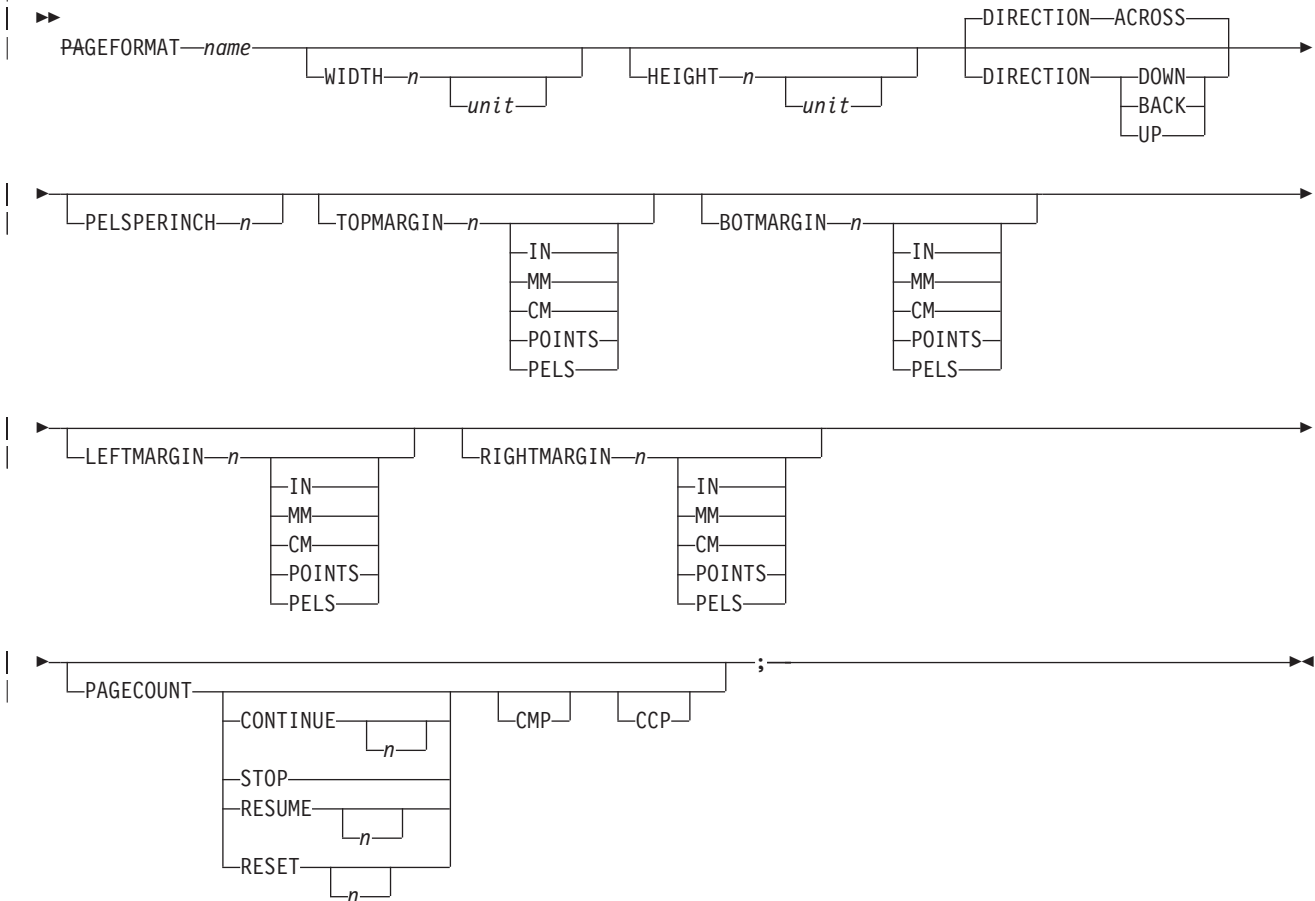 DIRECTION ACROSS
PAGEFORMAT name
WIDTH n HEIGHT n DIRECTION DOWN
unit unit BACK
UP
PELSPERINCH n TOPMARGIN n BOTMARGIN n
IN IN
MM MM
CM CM
POINTS POINTS
PELS PELS
LEFTMARGIN n RIGHTMARGIN n
IN IN
MM MM
CM CM
POINTS POINTS
PELS PELS
;
PAGECOUNT
CONTINUE CMP CCP
n
STOP
RESUME
n
RESET
n